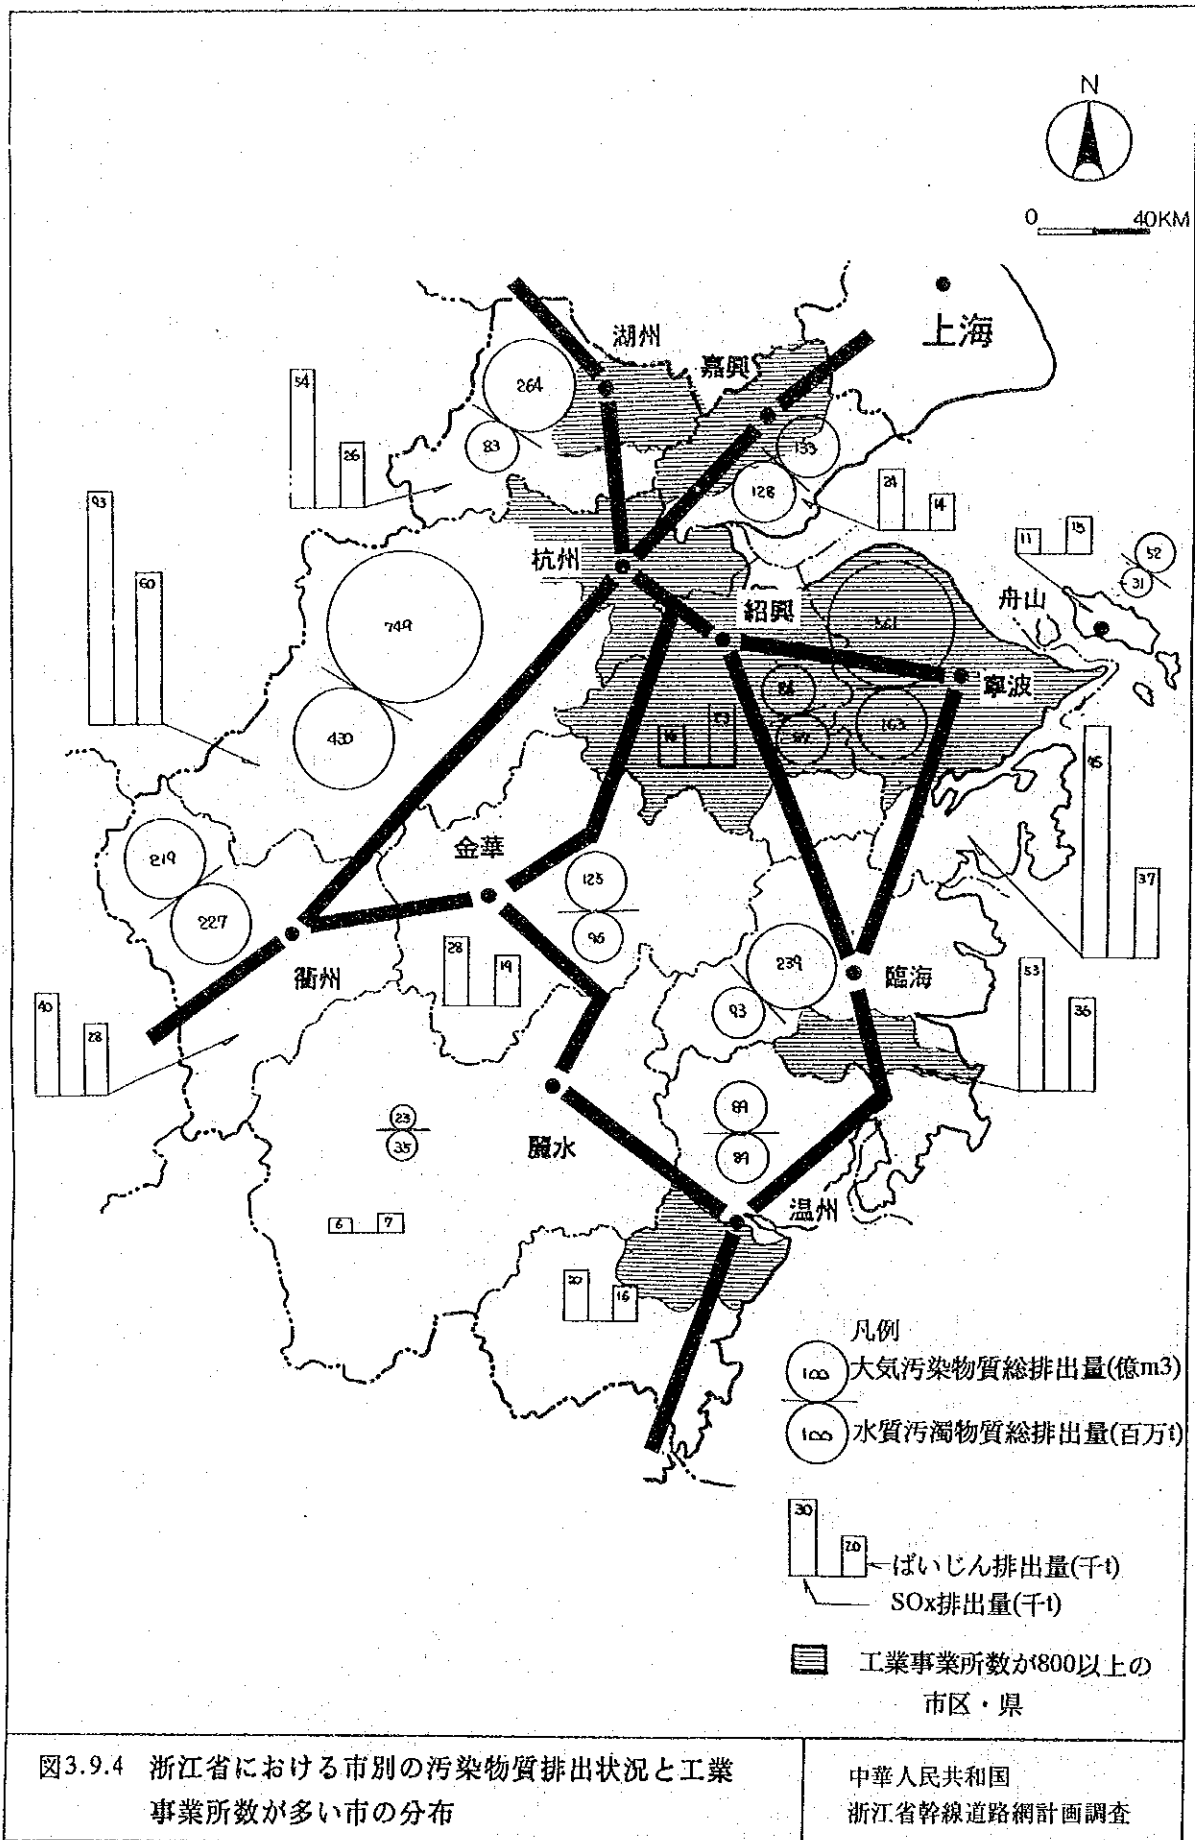 N
0 40KM
上海
湖州
嘉興
264
83
54
26
133
128
24
14
93
60
杭州
749
430
紹興
11
15
52
31
舟山
寧波
561
163
86
16
23
95
37
金華
219
227
125
96
衢州
28
19
40
28
239
93
臨海
53
36
89
89
23
35
麗水
6
7
温州
20
16
凡例
100 大気汚染物質総排出量(億m3)
100 水質汚濁物質総排出量(百万t)
30
20
ばいじん排出量(千t)
SOx排出量(千t)
工業事業所数が800以上の
市区・県
図3.9.4 浙江省における市別の汚染物質排出状況と工業
事業所数が多い市の分布
中華人民共和国
浙江省幹線道路網計画調査